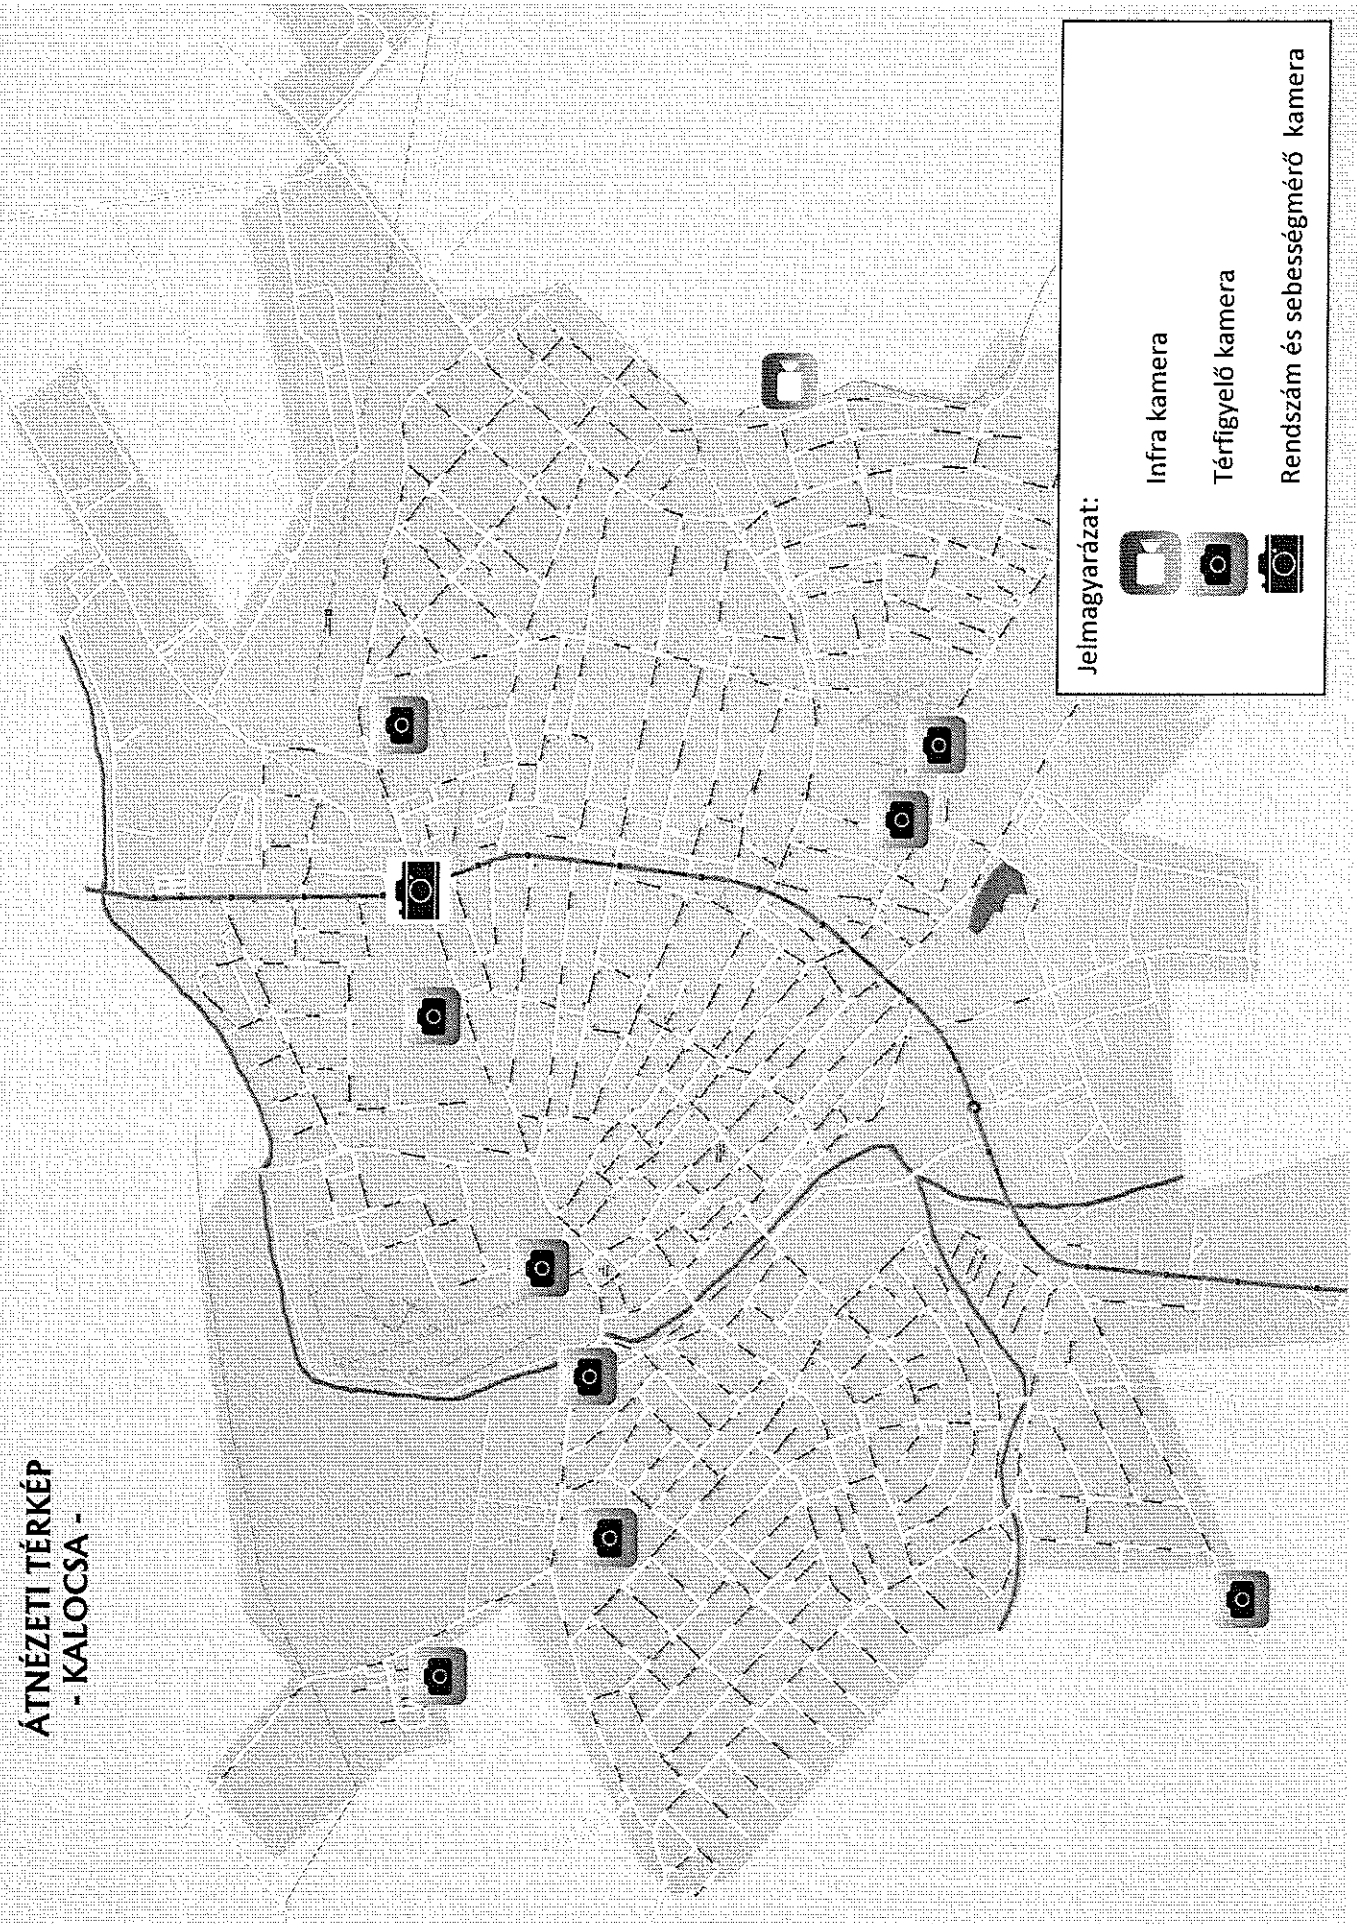 ÁTNÉZETI TÉRKÉP
- KALOCSA -
Jelmagyarázat:
Infra kamera
Térfigyelő kamera
Rendszám és sebességmérő kamera